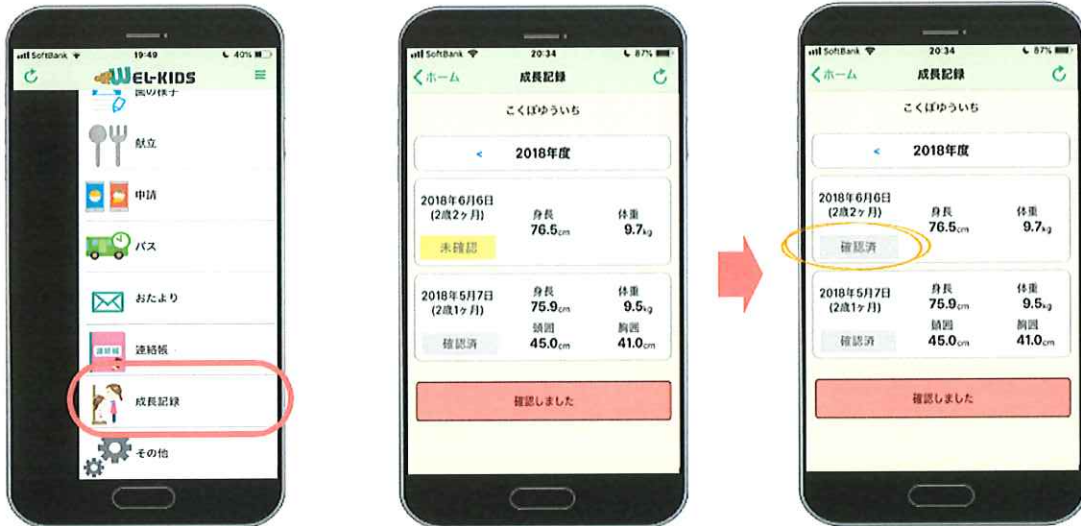 SoftBank 19:49 40%
WEL-KIDS
歯の様子
献立
申請
バス
おたより
連絡帳
連絡帳
成長記録
その他
SoftBank 20:34 87%
ホーム 成長記録
こくぼゆういち
< 2018年度
2018年6月6日
(2歳2ヶ月)
身長
76.5cm
体重
9.7kg
未確認
2018年5月7日
(2歳1ヶ月)
身長
75.9cm
体重
9.5kg
頭囲
45.0cm
胸囲
41.0cm
確認済
確認しました
SoftBank 20:34 87%
ホーム 成長記録
こくぼゆういち
< 2018年度
2018年6月6日
(2歳2ヶ月)
身長
76.5cm
体重
9.7kg
確認済
2018年5月7日
(2歳1ヶ月)
身長
75.9cm
体重
9.5kg
頭囲
45.0cm
胸囲
41.0cm
確認済
確認しました